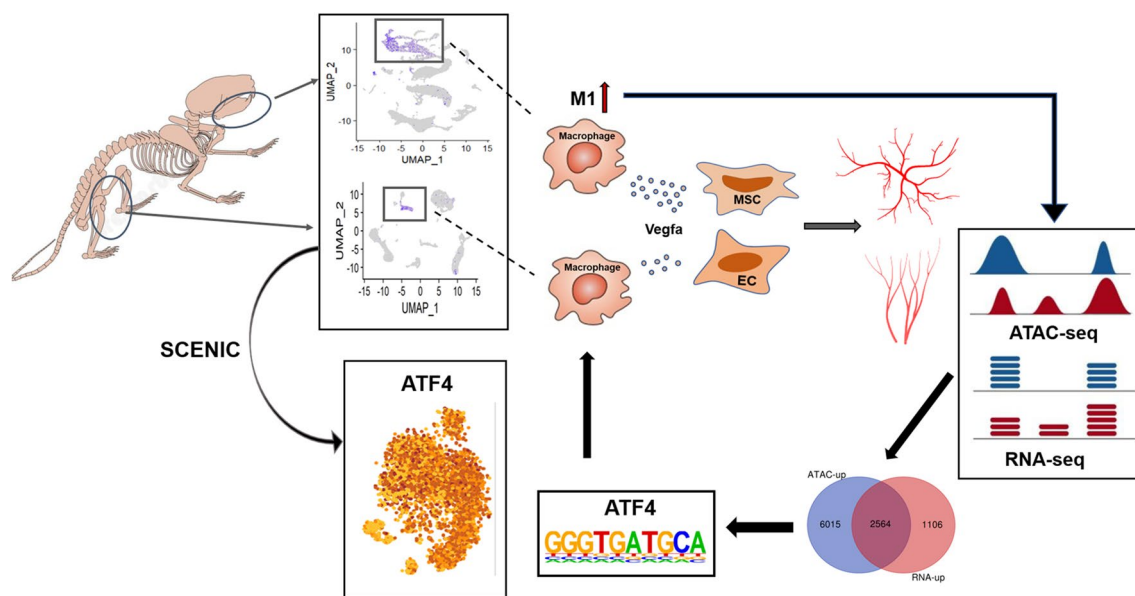 UMAP_2
10
0
-10
-15
-10
-5
0
5
10
15
UMAP_1
UMAP_2
10
5
0
-5
-10
-15
-10
-5
0
5
10
15
UMAP_1
M1
Macrophage
MSC
Vegfa
Macrophage
EC
ATAC-seq
RNA-seq
SCENIC
ATF4
ATF4
GGGTGATGCA
ATAC-up
6015
2564
1106
RNA-up